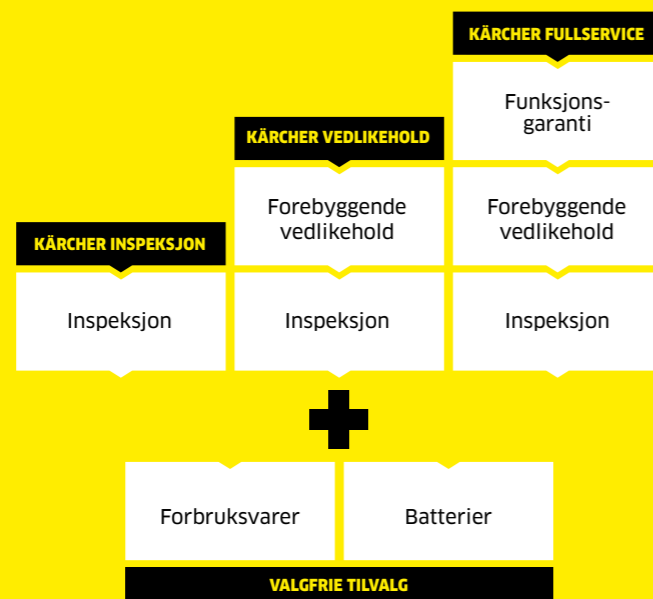 KÄRCHER FULLSERVICE
Funksjons-
garanti
KÄRCHER VEDLIKEHOLD
Forebyggende
vedlikehold
Forebyggende
vedlikehold
KÄRCHER INSPEKSJON
Inspeksjon
Inspeksjon
Inspeksjon
Forbruksvarer
Batterier
VALGFRIE TILVALG